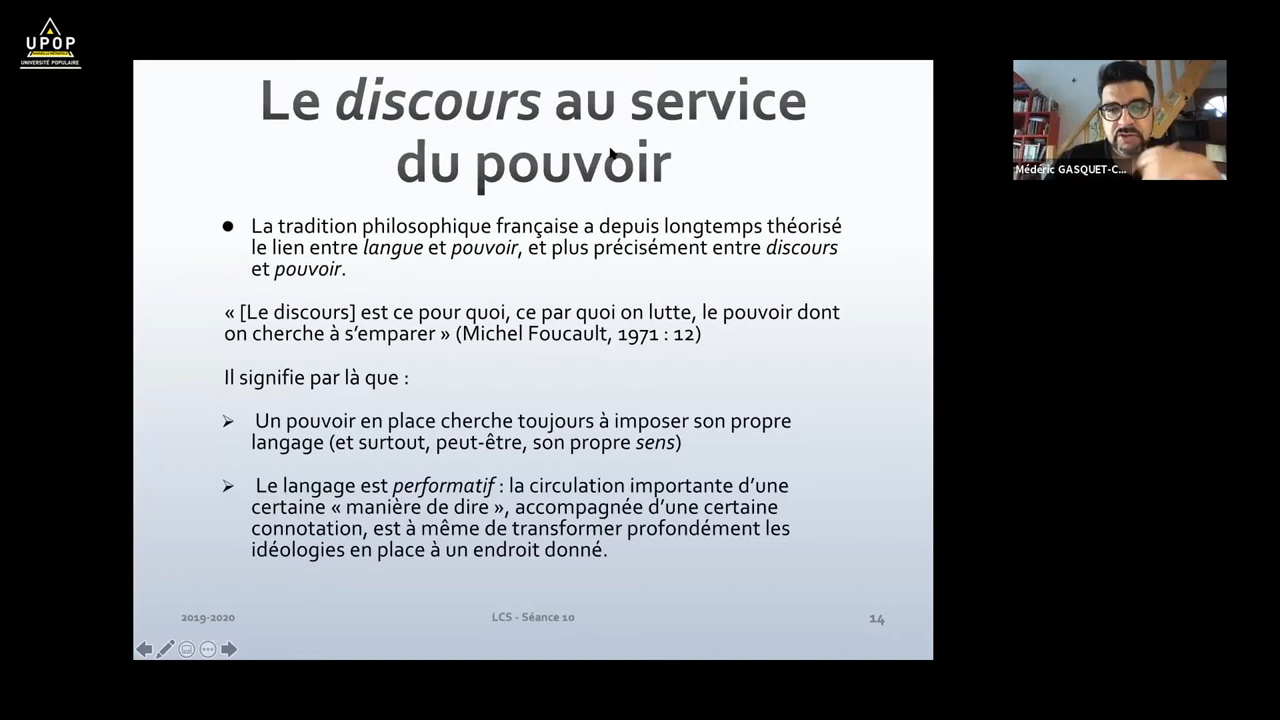 UPOP
UNIVERSITÉ POPULAIRE
Le discours au service
du pouvoir
Médéric GASQUET-C...
● La tradition philosophique française a depuis longtemps théorisé
le lien entre langue et pouvoir, et plus précisément entre discours
et pouvoir.
« [Le discours] est ce pour quoi, ce par quoi on lutte, le pouvoir dont
on cherche à s’emparer » (Michel Foucault, 1971 : 12)
Il signifie par là que :
➢ Un pouvoir en place cherche toujours à imposer son propre
langage (et surtout, peut-être, son propre sens)
➢ Le langage est performatif : la circulation importante d’une
certaine « manière de dire », accompagnée d’une certaine
connotation, est à même de transformer profondément les
idéologies en place à un endroit donné.
2019-2020
LCS - Séance 10
14